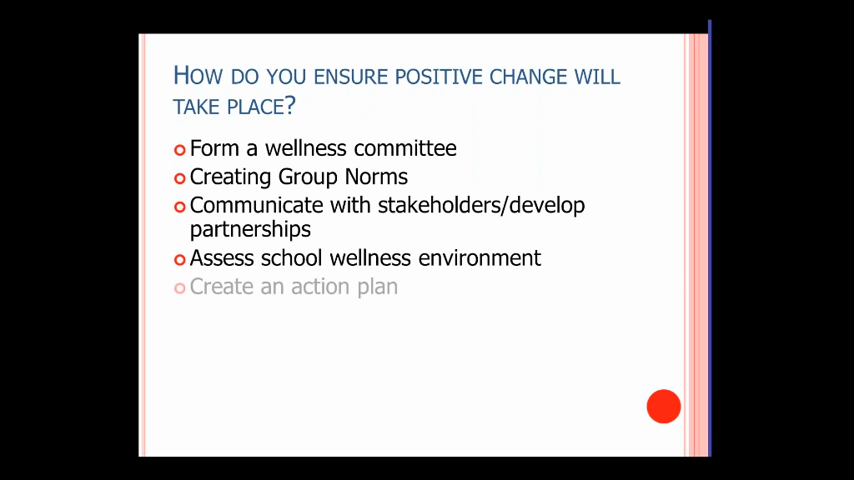 How do you ensure positive change will
take place?
Form a wellness committee
Creating Group Norms
Communicate with stakeholders/develop
partnerships
Assess school wellness environment
Create an action plan